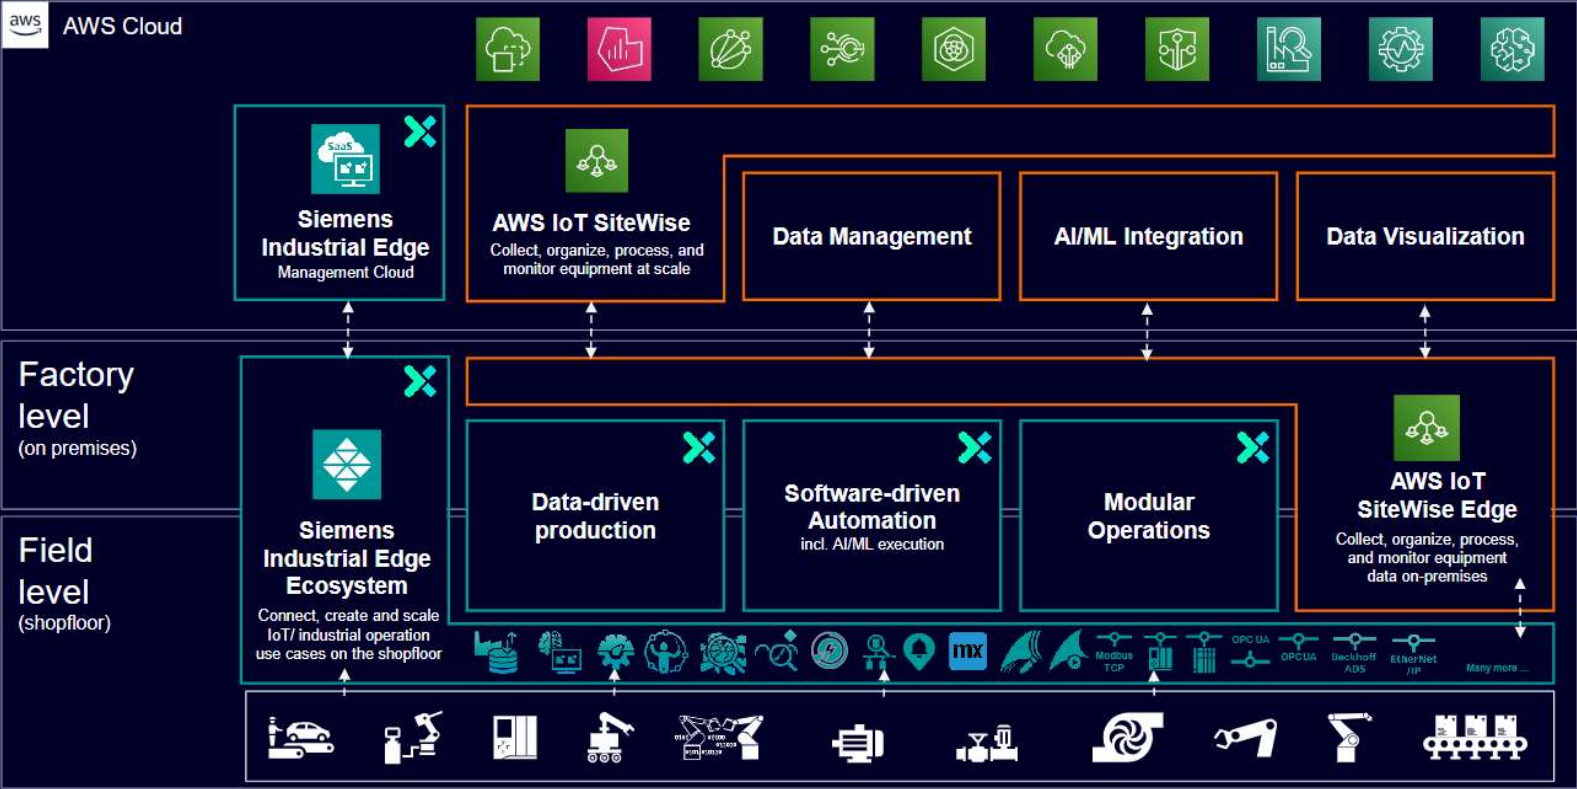 aws
AWS Cloud
SaaS
Siemens
Industrial Edge
Management Cloud
AWS IoT SiteWise
Collect, organize, process, and
monitor equipment at scale
Data Management
AI/ML Integration
Data Visualization
Factory
level
(on premises)
Siemens
Industrial Edge
Ecosystem
Connect, create and scale
IoT/ industrial operation
use cases on the shopfloor
Data-driven
production
Software-driven
Automation
incl. AI/ML execution
Modular
Operations
AWS IoT
SiteWise Edge
Collect, organize, process,
and monitor equipment
data on-premises
Field
level
(shopfloor)
mx
Modbus
TCP
OPC UA
OPCUA
Beckhoff
ADS
EtherNet
/IP
Many more ...